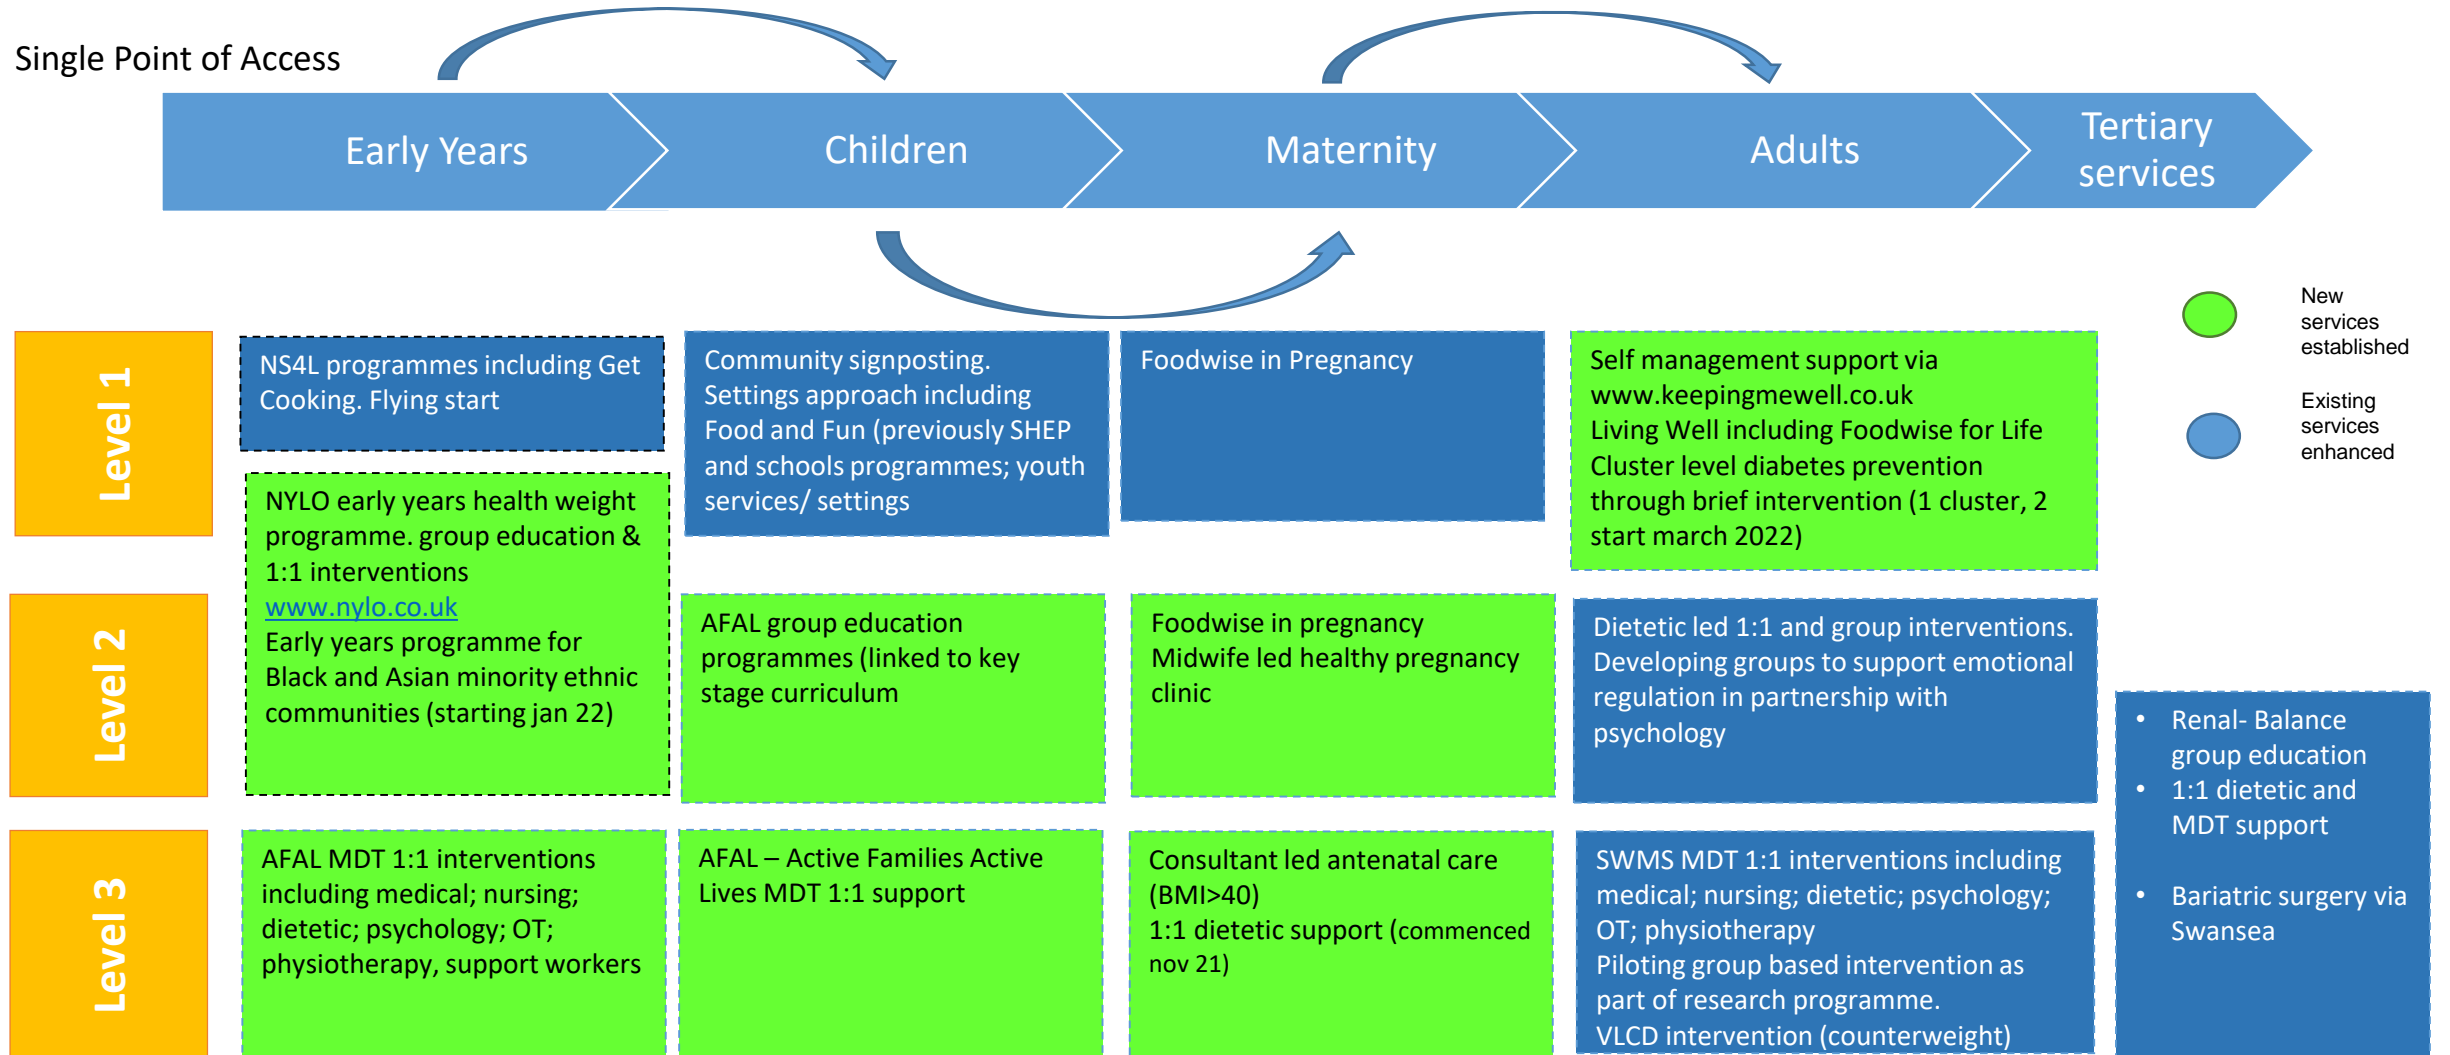 Single Point of Access
Early Years
Children
Maternity
Adults
Tertiary
services
New
services
established
Existing
services
enhanced
Level 1
NS4L programmes including Get
Cooking. Flying start
Community signposting.
Settings approach including
Food and Fun (previously SHEP
and schools programmes; youth
services/ settings
Foodwise in Pregnancy
Self management support via
www.keepingmewell.co.uk
Living Well including Foodwise for Life
Cluster level diabetes prevention
through brief intervention (1 cluster, 2
start march 2022)
NYLO early years health weight
programme. group education &
1:1 interventions
www.nylo.co.uk
Early years programme for
Black and Asian minority ethnic
communities (starting jan 22)
Level 2
AFAL group education
programmes (linked to key
stage curriculum
Foodwise in pregnancy
Midwife led healthy pregnancy
clinic
Dietetic led 1:1 and group interventions.
Developing groups to support emotional
regulation in partnership with
psychology
• Renal- Balance
group education
• 1:1 dietetic and
MDT support
• Bariatric surgery via
Swansea
Level 3
AFAL MDT 1:1 interventions
including medical; nursing;
dietetic; psychology; OT;
physiotherapy, support workers
AFAL – Active Families Active
Lives MDT 1:1 support
Consultant led antenatal care
(BMI>40)
1:1 dietetic support (commenced
nov 21)
SWMS MDT 1:1 interventions including
medical; nursing; dietetic; psychology;
OT; physiotherapy
Piloting group based intervention as
part of research programme.
VLCD intervention (counterweight)